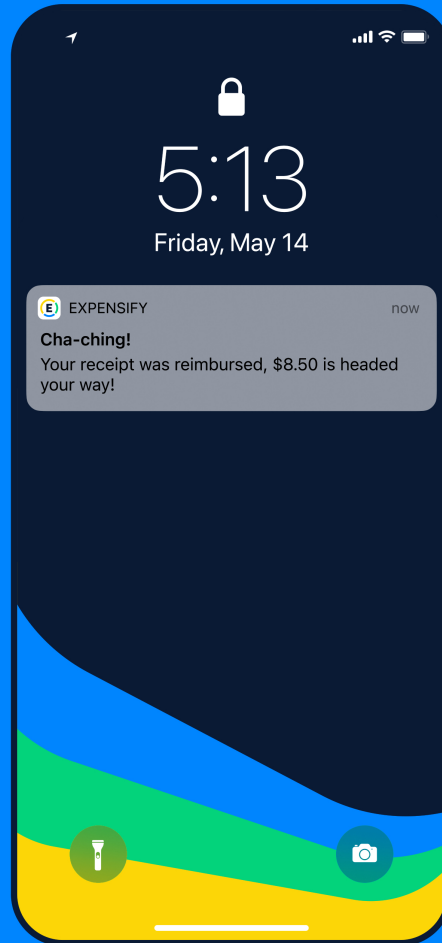 5:13
Friday, May 14
E EXPENSIFY now
Cha-ching!
Your receipt was reimbursed, $8.50 is headed
your way!